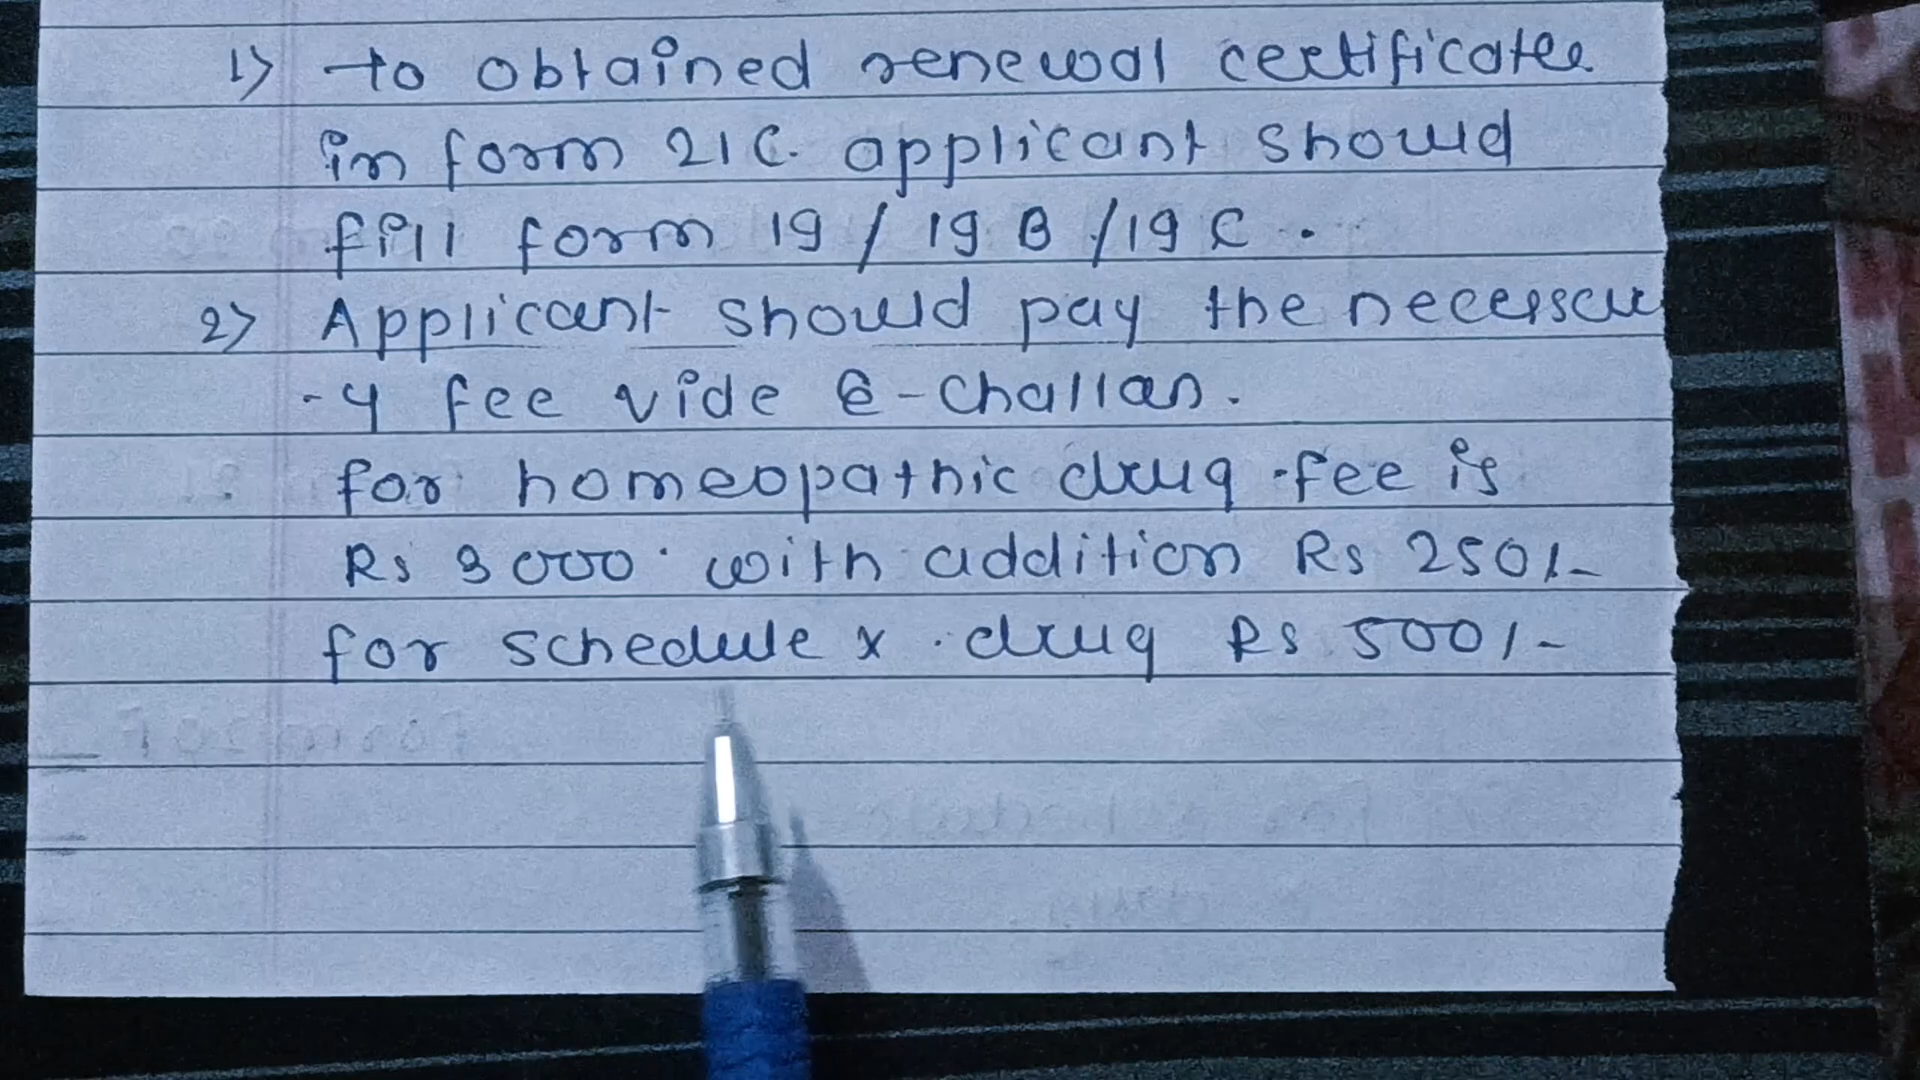 1) to obtained renewal certificatee
in form 21C. applicant should
fill form 19 / 19 B /19 C .
2) Applicant should pay the necessar
-y fee vide e-challan.
for homeopathic drug fee is
Rs 3000 with addition Rs 250/-
for schedule x drug Rs 500/-